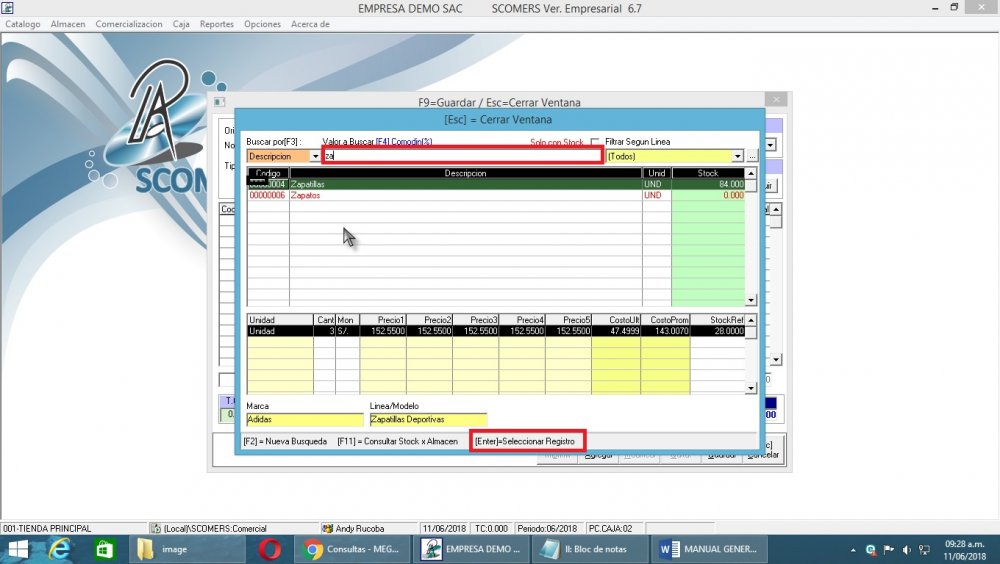 EMPRESA DEMO SAC SCOMERS Ver. Empresarial 6.7
Catalogo Almacen Comercializacion Caja Reportes Opciones Acerca de
F9=Guardar / Esc=Cerrar Ventana
[Esc] = Cerrar Ventana
Buscar por[F3] : Valor a Buscar [F4] Comodin(%) Solo con Stock Filtrar Segun Linea
Descripcion za (Todos) ...
Codigo Descripcion Unid Stock
00000004 Zapatillas UND 84.000
00000006 Zapatos UND 0.000
SCOM
Unidad Cant Mon Precio1 Precio2 Precio3 Precio4 Precio5 CostoUlt CostoProm StockRef
Unidad 3 S/. 152.5500 152.5500 152.5500 152.5500 152.5500 47.4999 143.0070 28.0000
Marca Linea/Modelo
Adidas Zapatillas Deportivas
[F2] = Nueva Busqueda [F11] = Consultar Stock x Almacen [Enter]=Seleccionar Registro
001-TIENDA PRINCIPAL (Local)\SCOMERS:Comercial Andy Rucoba 11/06/2018 TC:0.000 Periodo:06/2018 PC.CAJA:02
image Consultas - MEG... EMPRESA DEMO ... II: Bloc de notas MANUAL GENER...
09:28 a.m.
11/06/2018